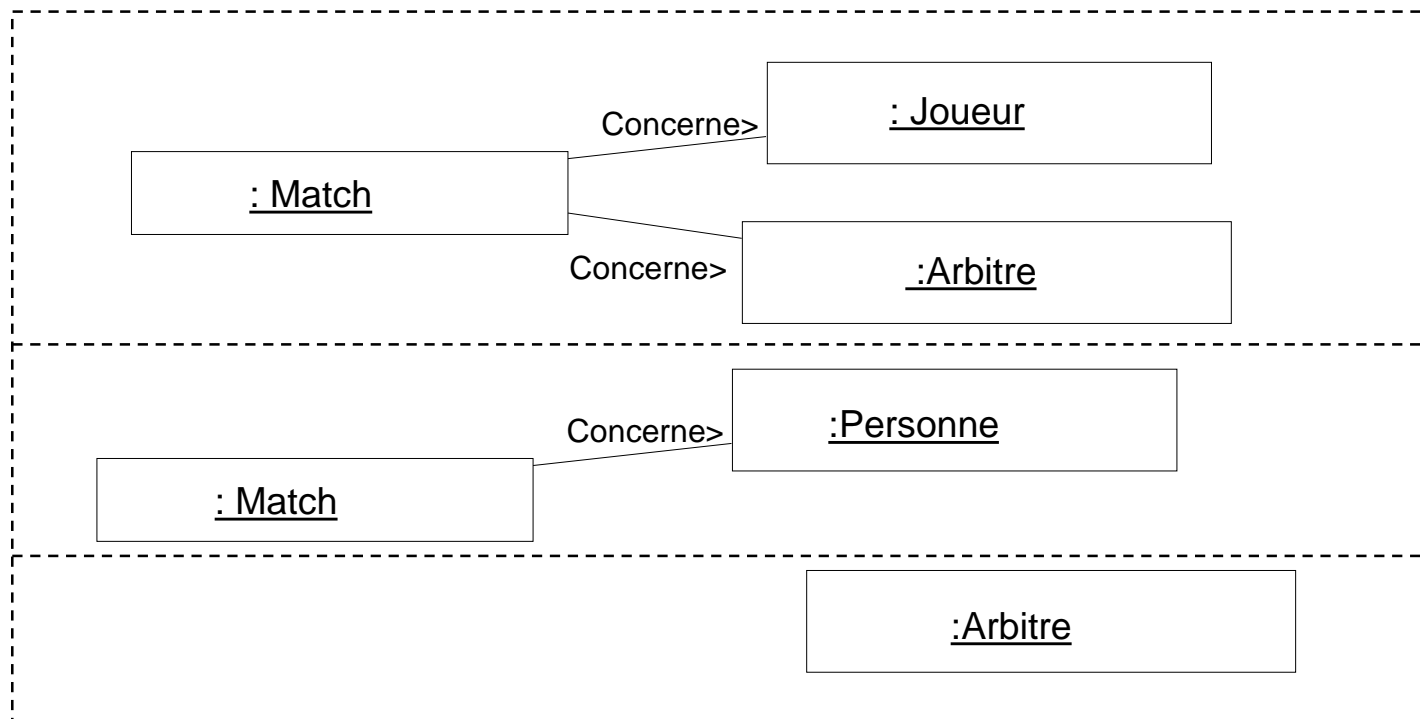 : Joueur
Concerne>
: Match
Concerne>
:Arbitre
:Personne
Concerne>
: Match
:Arbitre